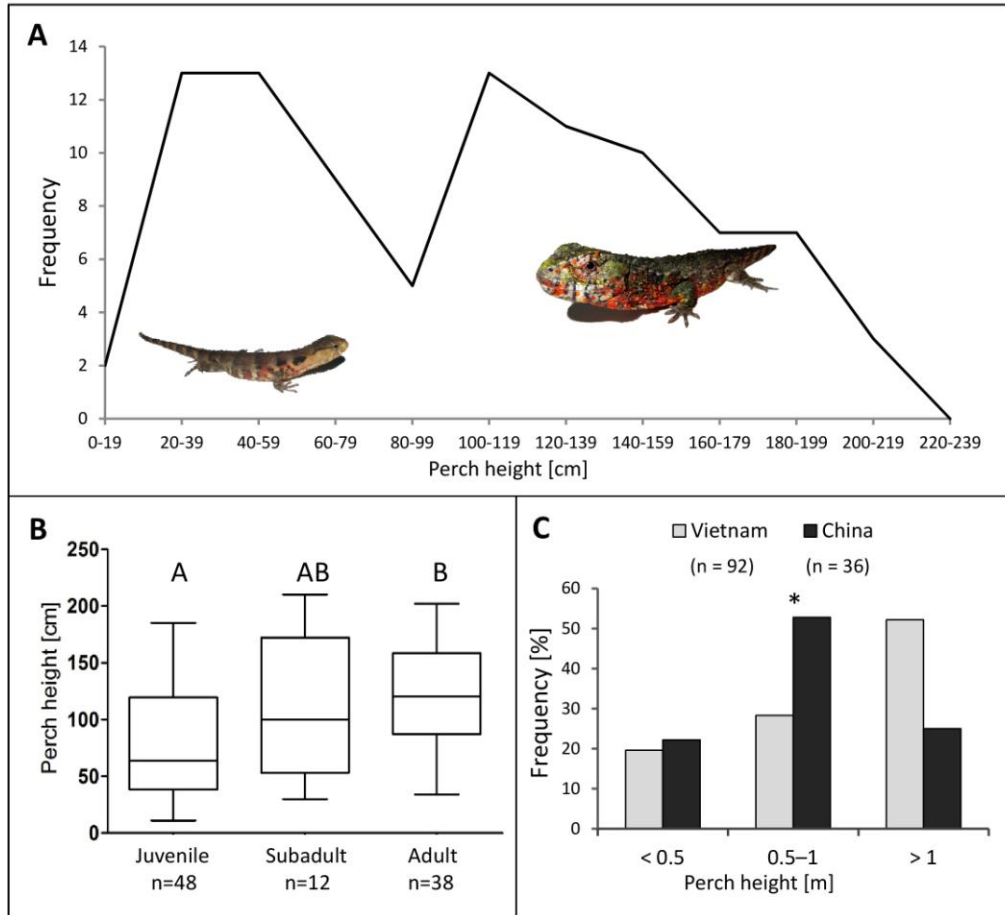 A
Frequency
14
12
10
8
6
4
2
0
0-19 20-39 40-59 60-79 80-99 100-119 120-139 140-159 160-179 180-199 200-219 220-239
Perch height [cm]
B
Perch height [cm]
250
200
150
100
50
0
A AB B
Juvenile Subadult Adult
n=48 n=12 n=38
C
Vietnam China
(n = 92) (n = 36)
Frequency [%]
60
50
40
30
20
10
0
*
< 0.5 0.5–1 > 1
Perch height [m]